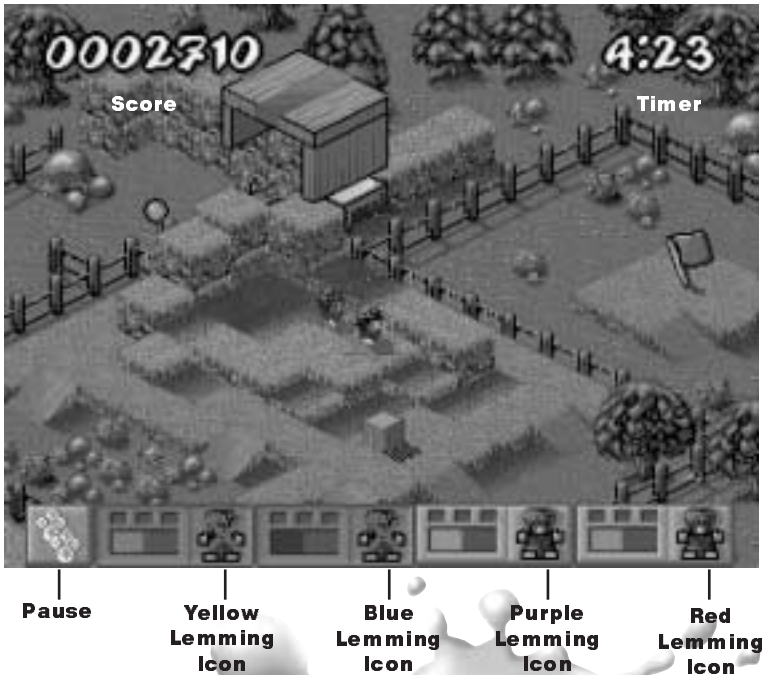 0002710
4:23
Score
Timer
Pause
Yellow
Lemming
Icon
Blue
Lemming
Icon
Purple
Lemming
Icon
Red
Lemming
Icon